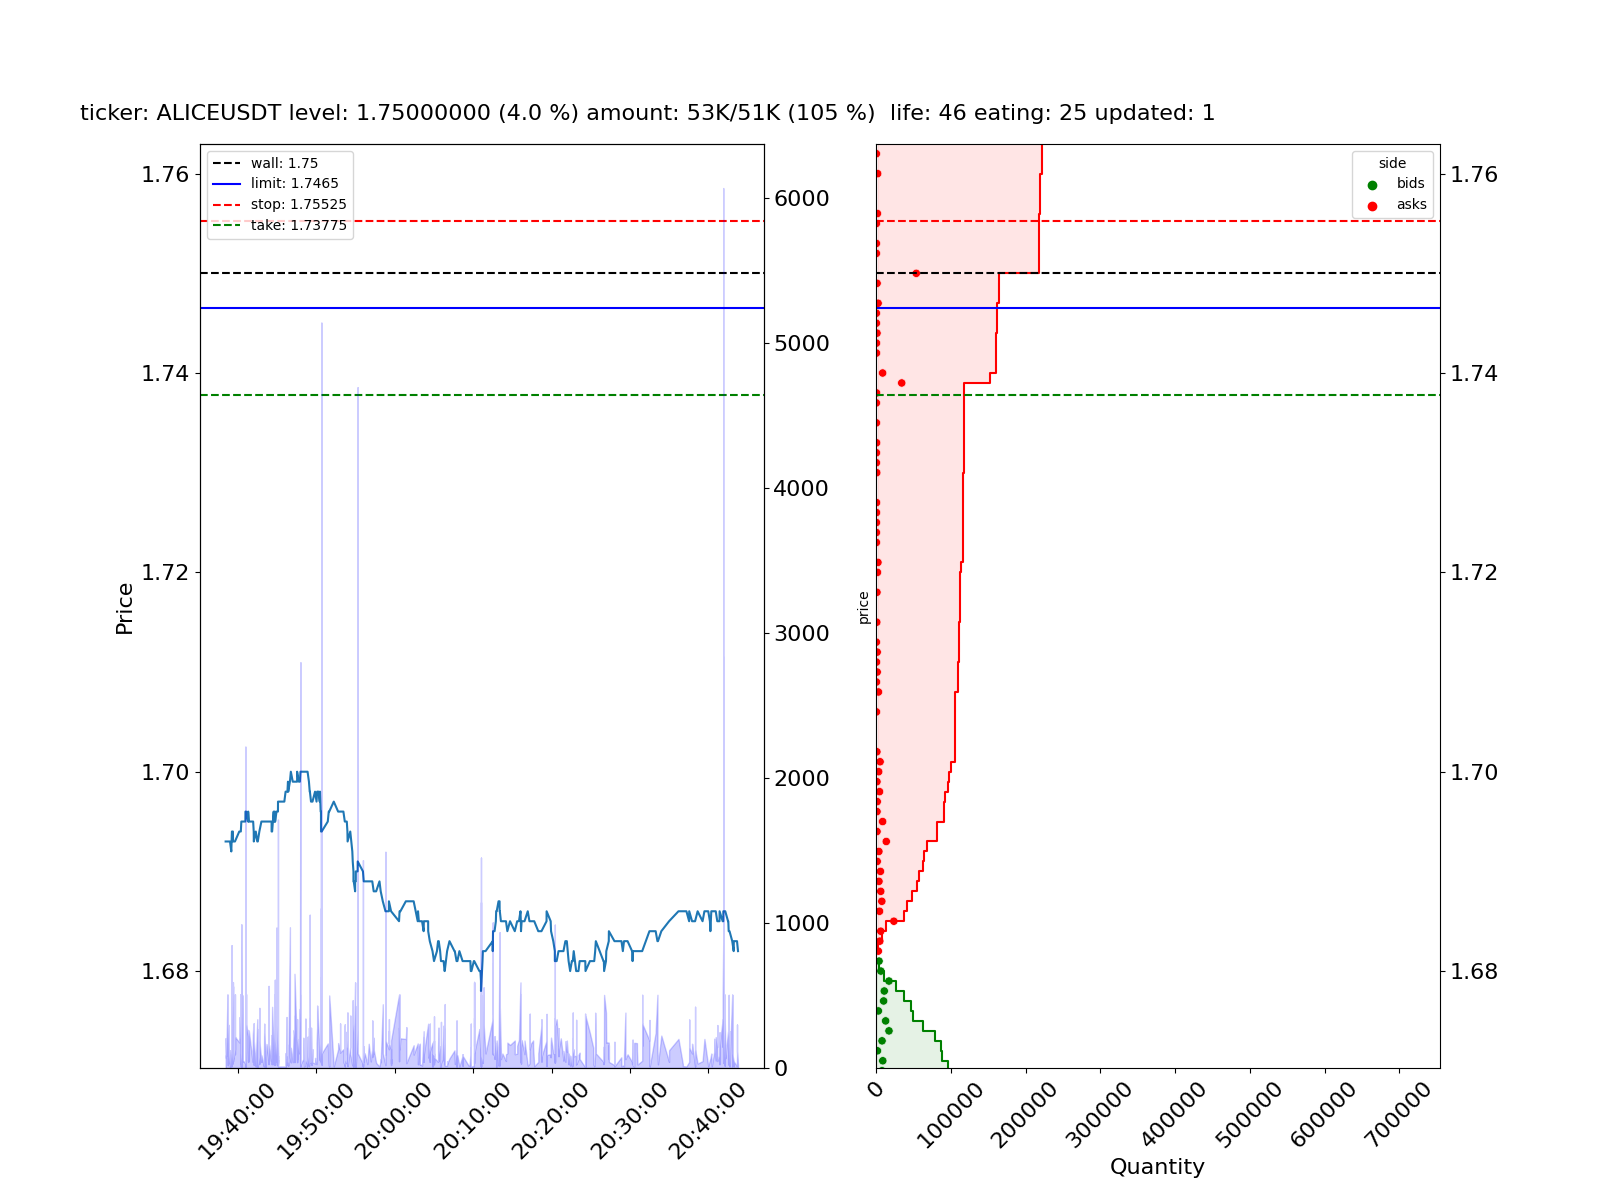 ticker: ALICEUSDT level: 1.75000000 (4.0 %) amount: 53K/51K (105 %)  life: 46 eating: 25 updated: 1
wall: 1.75
limit: 1.7465
stop: 1.75525
take: 1.73775
1.76
1.74
1.72
1.70
1.68
Price
6000
5000
4000
3000
2000
1000
0
19:40:00
19:50:00
20:00:00
20:10:00
20:20:00
20:30:00
20:40:00
side
bids
asks
price
1.76
1.74
1.72
1.70
1.68
0
100000
200000
300000
400000
500000
600000
700000
Quantity